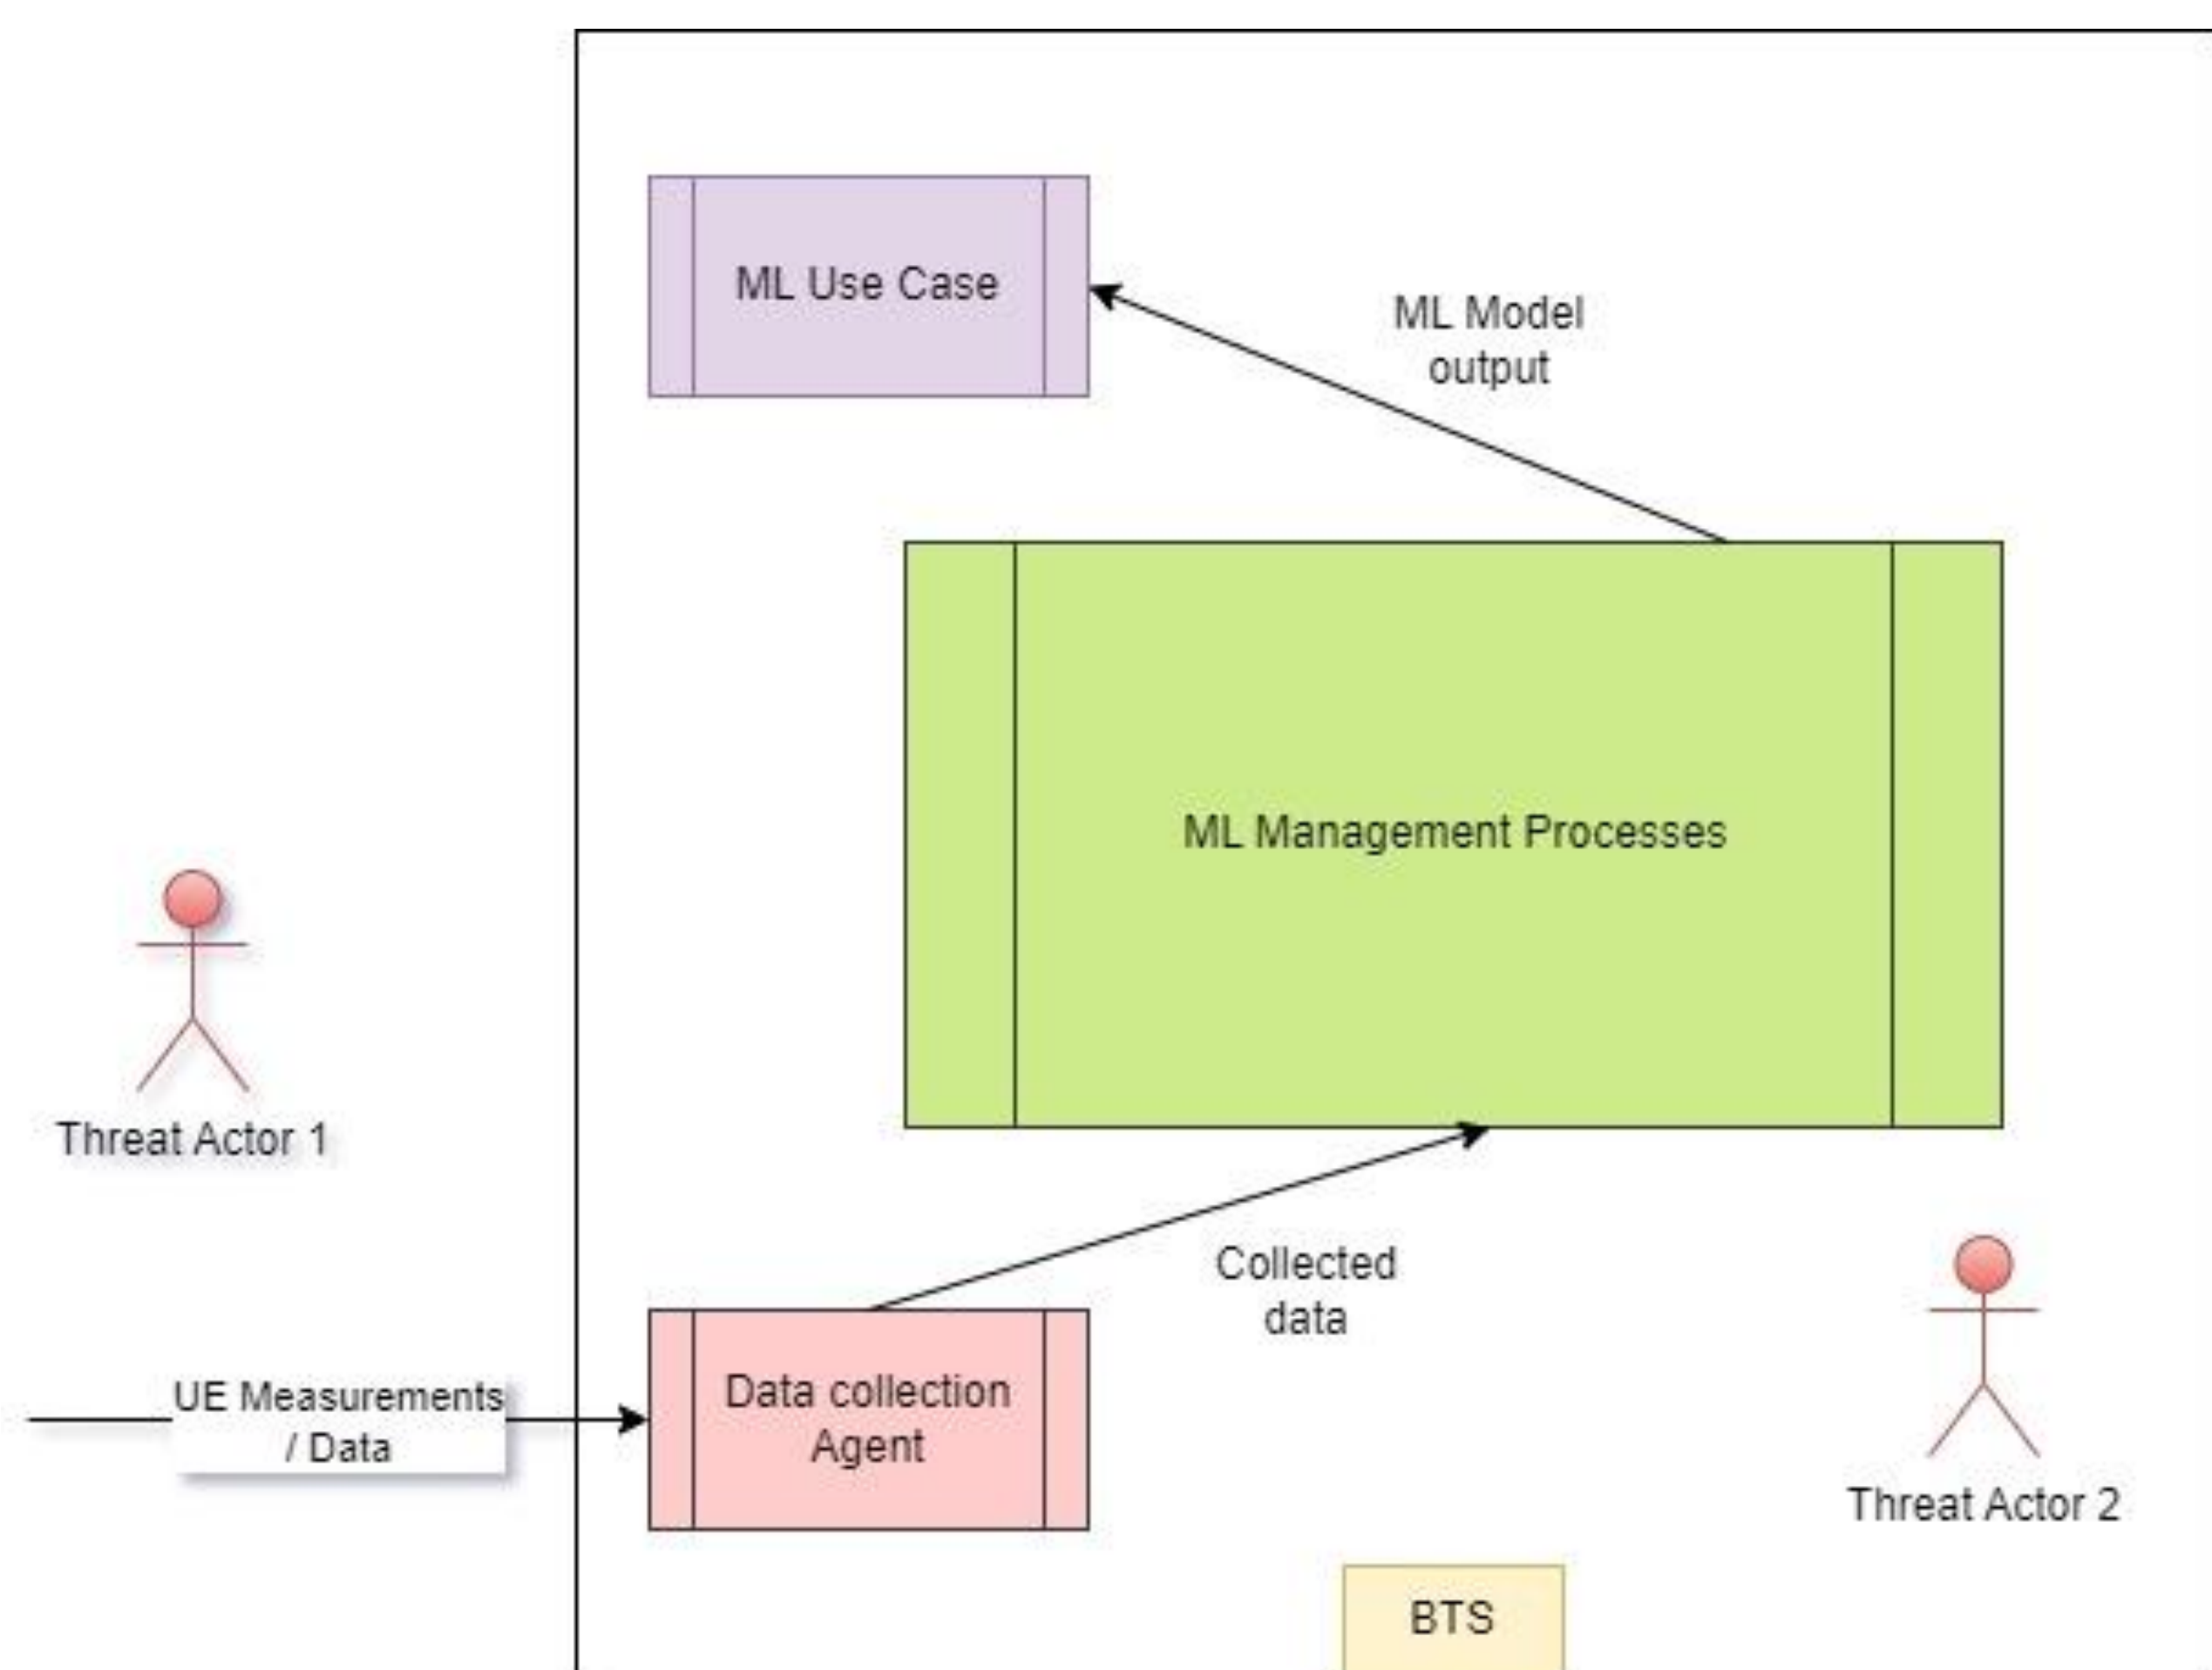 ML Use Case
ML Model
output
ML Management Processes
Threat Actor 1
Collected
data
UE Measurements
/ Data
Data collection
Agent
Threat Actor 2
BTS